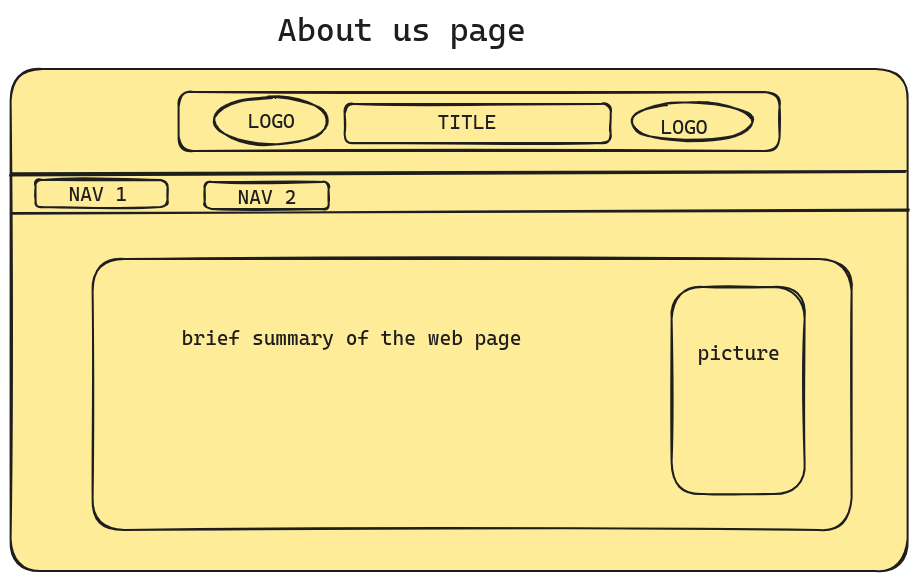 About us page
LOGO TITLE LOGO
NAV 1 NAV 2
brief summary of the web page
picture